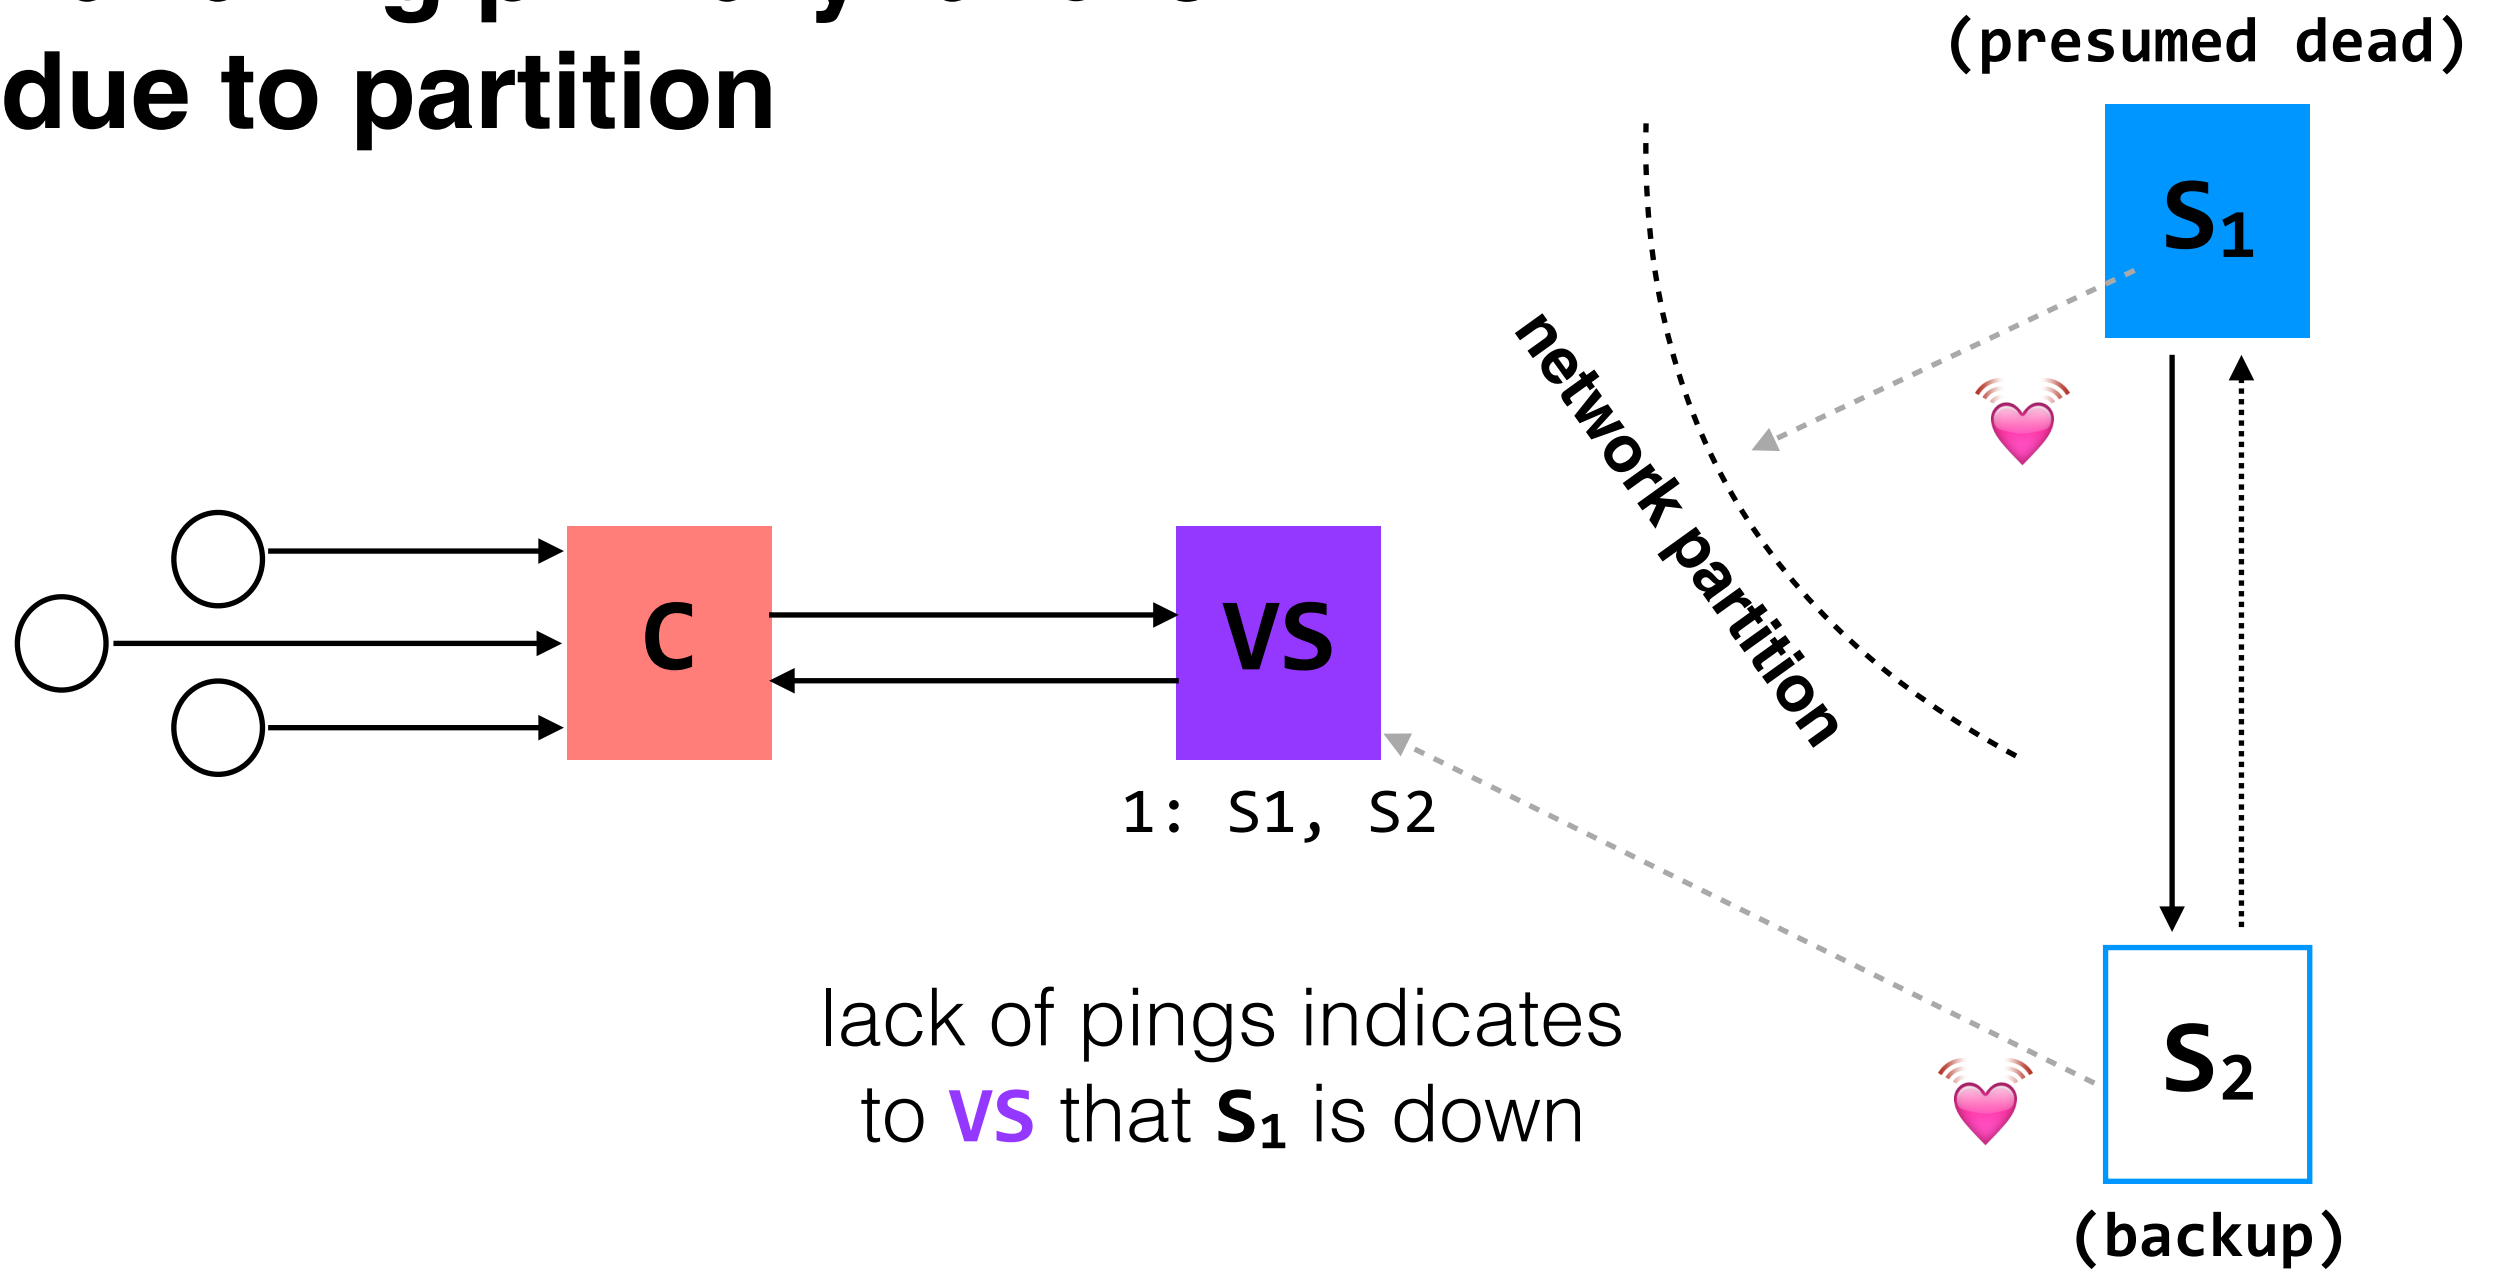 due to partition
(presumed dead)
S1
network partition
C
VS
1: S1, S2
lack of pings indicates
to VS that S1 is down
S2
(backup)